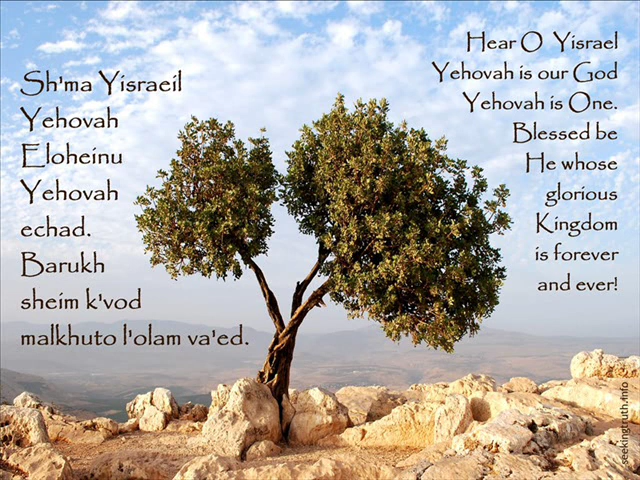 Sh'ma Yisraeil
Yehovah
Eloheinu
Yehovah
echad.
Barukh
sheim k'vod
malkhuto l'olam va'ed.
Hear O Yisrael
Yehovah is our God
Yehovah is One.
Blessed be
He whose
glorious
Kingdom
is forever
and ever!
seekingtruth.info